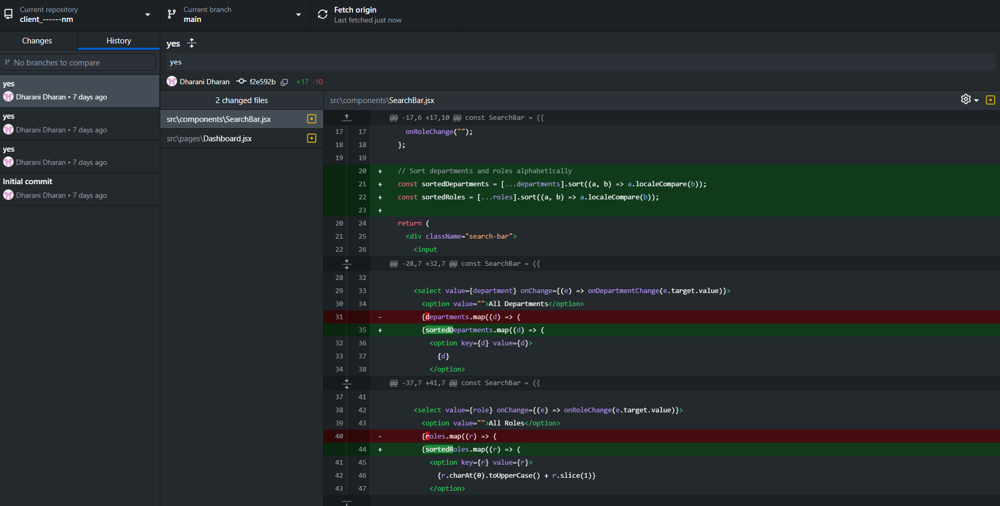 Current repository
client_------nm
Current branch
main
Fetch origin
Last fetched just now
Changes
History
No branches to compare
yes
Dharani Dharan • 7 days ago
yes
Dharani Dharan • 7 days ago
yes
Dharani Dharan • 7 days ago
Initial commit
Dharani Dharan • 7 days ago
yes
yes
Dharani Dharan f2e592b +17 -10
2 changed files
src\components\SearchBar.jsx
src\pages\Dashboard.jsx
src\components\SearchBar.jsx
@@ -17,6 +17,10 @@ const SearchBar = ({
17 17 onRoleChange("");
18 18 };
19 19
20 + // Sort departments and roles alphabetically
21 + const sortedDepartments = [...departments].sort((a, b) => a.localeCompare(b));
22 + const sortedRoles = [...roles].sort((a, b) => a.localeCompare(b));
23 +
20 24 return (
21 25 <div className="search-bar">
22 26 <input
@@ -28,7 +32,7 @@ const SearchBar = ({
28 32
29 33 <select value={department} onChange={(e) => onDepartmentChange(e.target.value)}>
30 34 <option value="">All Departments</option>
31 - {departments.map((d) => (
35 + {sortedDepartments.map((d) => (
32 36 <option key={d} value={d}>
33 37 {d}
34 38 </option>
@@ -37,7 +41,7 @@ const SearchBar = ({
37 41
38 42 <select value={role} onChange={(e) => onRoleChange(e.target.value)}>
39 43 <option value="">All Roles</option>
40 - {roles.map((r) => (
44 + {sortedRoles.map((r) => (
41 45 <option key={r} value={r}>
42 46 {r.charAt(0).toUpperCase() + r.slice(1)}
43 47 </option>